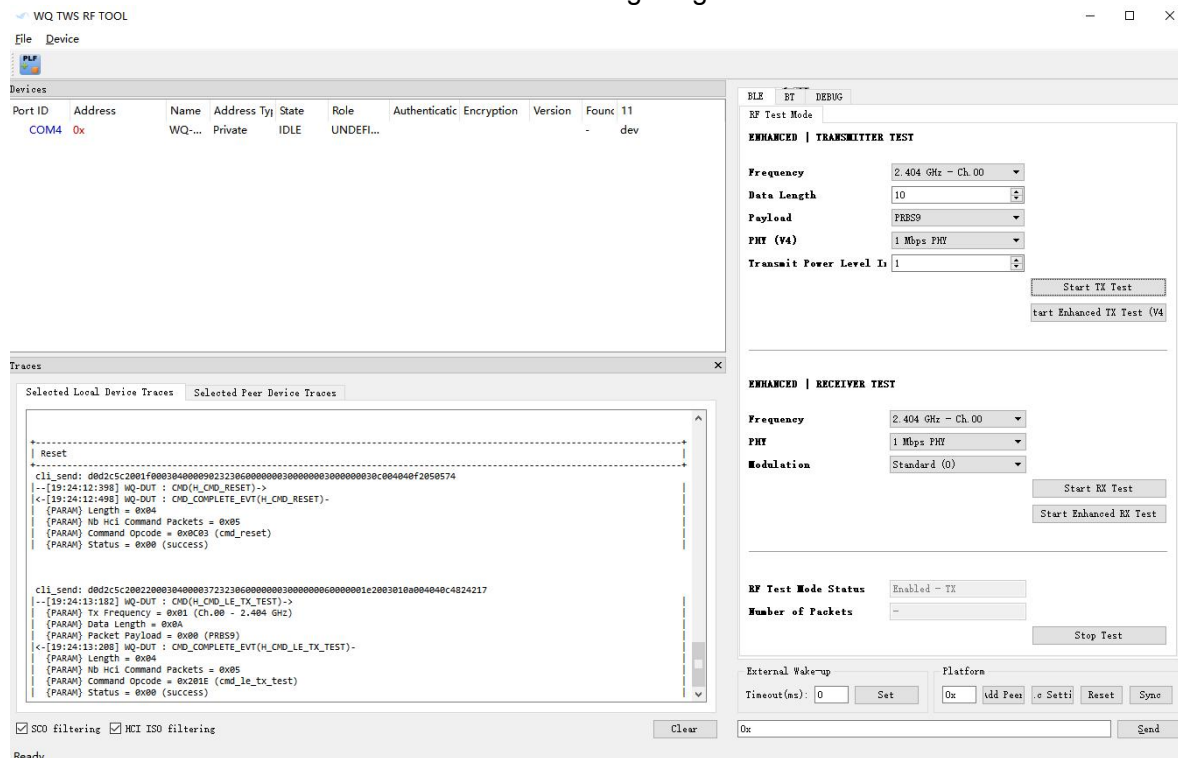 WQ TWS RF TOOL
File Device
PLF
Devices
Port ID Address Name Address Ty State Role Authenticatic Encryption Version Found 11
COM4 0x WQ-... Private IDLE UNDEFI... - dev
Traces
Selected Local Device Traces Selected Peer Device Traces
| Reset
cli_send: d0d2c5c2001f00030400009023230600000003000000030000000030c004040f2050574
|--[19:24:12:398] WQ-DUT : CMD(H_CMD_RESET)->
|<-[19:24:12:498] WQ-DUT : CMD_COMPLETE_EVT(H_CMD_RESET)-
| {PARAM} Length = 0x04
| {PARAM} Nb Hci Command Packets = 0x05
| {PARAM} Command Opcode = 0x0C03 (cmd_reset)
| {PARAM} Status = 0x00 (success)
cli_send: d0d2c5c20022000304000037232306000000030000000060000001e2003010a004040c4824217
|--[19:24:13:182] WQ-DUT : CMD(H_CMD_LE_TX_TEST)->
| {PARAM} Tx Frequency = 0x01 (Ch.00 - 2.404 GHz)
| {PARAM} Data Length = 0x0A
| {PARAM} Packet Payload = 0x00 (PRBS9)
|<-[19:24:13:208] WQ-DUT : CMD_COMPLETE_EVT(H_CMD_LE_TX_TEST)-
| {PARAM} Length = 0x04
| {PARAM} Nb Hci Command Packets = 0x05
| {PARAM} Command Opcode = 0x201E (cmd_le_tx_test)
| {PARAM} Status = 0x00 (success)
SCO filtering HCI ISO filtering Clear
Ready
BLE BT DEBUG
RF Test Mode
ENHANCED | TRANSMITTER TEST
Frequency 2.404 GHz - Ch.00
Data Length 10
Payload PRBS9
PHY (V4) 1 Mbps PHY
Transmit Power Level I 1
Start TX Test
tart Enhanced TX Test (V4
ENHANCED | RECEIVER TEST
Frequency 2.404 GHz - Ch.00
PHY 1 Mbps PHY
Modulation Standard (0)
Start RX Test
Start Enhanced RX Test
RF Test Mode Status Enabled - TX
Number of Packets -
Stop Test
External Wake-up Platform
Timeout(ms): 0 Set 0x dd Peer .c Setti Reset Sync
0x Send